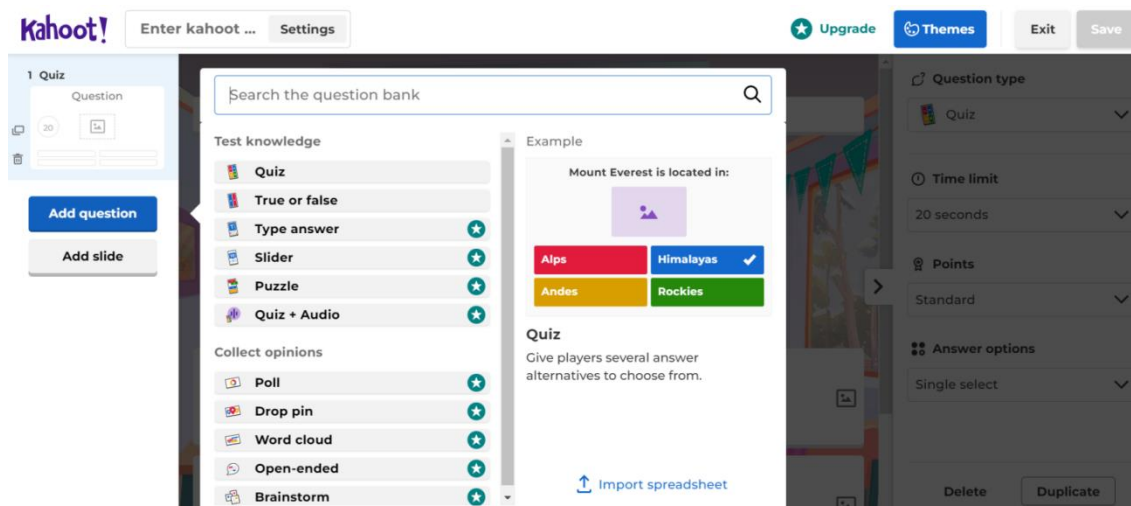 Kahoot!
Enter kahoot ...
Settings
Upgrade
Themes
Exit
Save
1 Quiz
Question
20
Add question
Add slide
Search the question bank
Test knowledge
Quiz
True or false
Type answer
Slider
Puzzle
Quiz + Audio
Collect opinions
Poll
Drop pin
Word cloud
Open-ended
Brainstorm
Example
Mount Everest is located in:
Alps
Himalayas
Andes
Rockies
Quiz
Give players several answer
alternatives to choose from.
Import spreadsheet
Question type
Quiz
Time limit
20 seconds
Points
Standard
Answer options
Single select
Delete
Duplicate